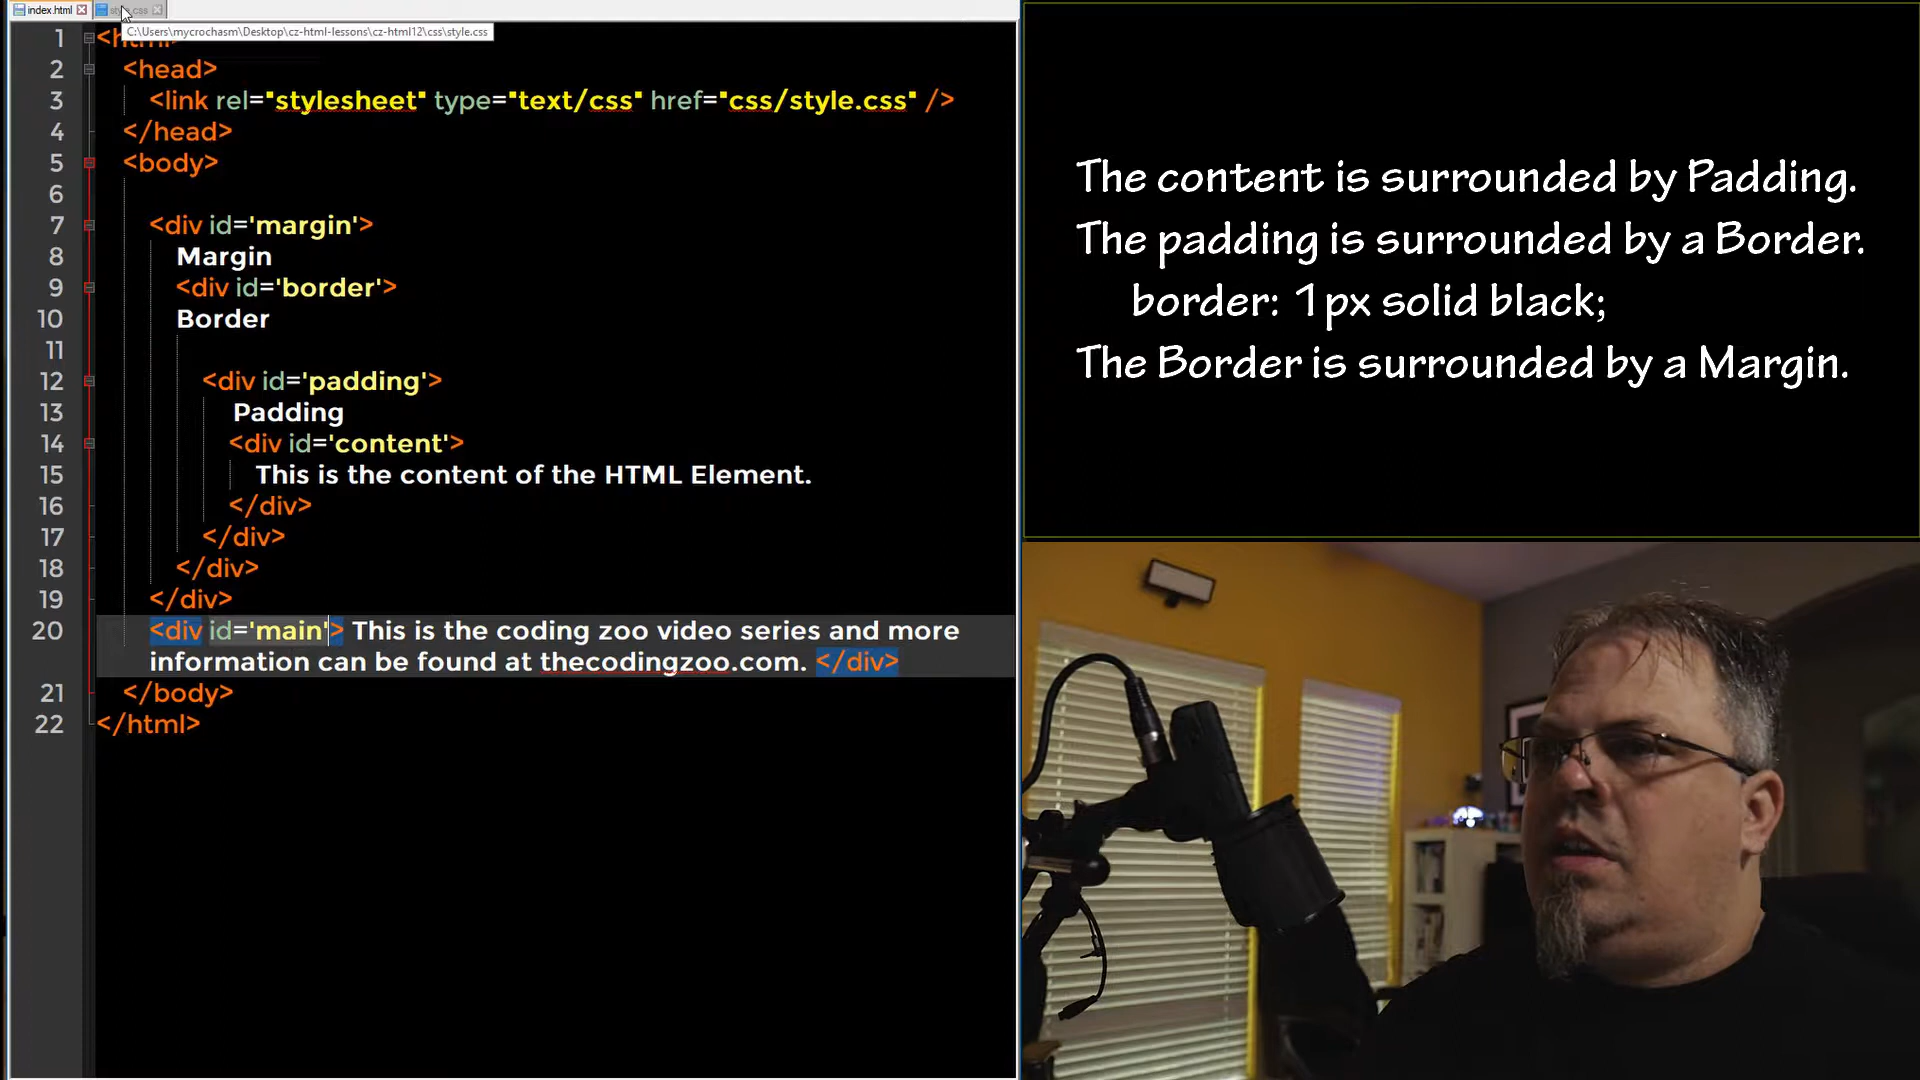 index.html style.css
C:\Users\mycrochasm\Desktop\cz-html-lessons\cz-html12\css\style.css
1 <html>
2 <head>
3 <link rel="stylesheet" type="text/css" href="css/style.css" />
4 </head>
5 <body>
6
7 <div id='margin'>
8 Margin
9 <div id='border'>
10 Border
11
12 <div id='padding'>
13 Padding
14 <div id='content'>
15 This is the content of the HTML Element.
16 </div>
17 </div>
18 </div>
19 </div>
20 <div id='main'> This is the coding zoo video series and more
information can be found at thecodingzoo.com. </div>
21 </body>
22 </html>
The content is surrounded by Padding.
The padding is surrounded by a Border.
border: 1px solid black;
The Border is surrounded by a Margin.